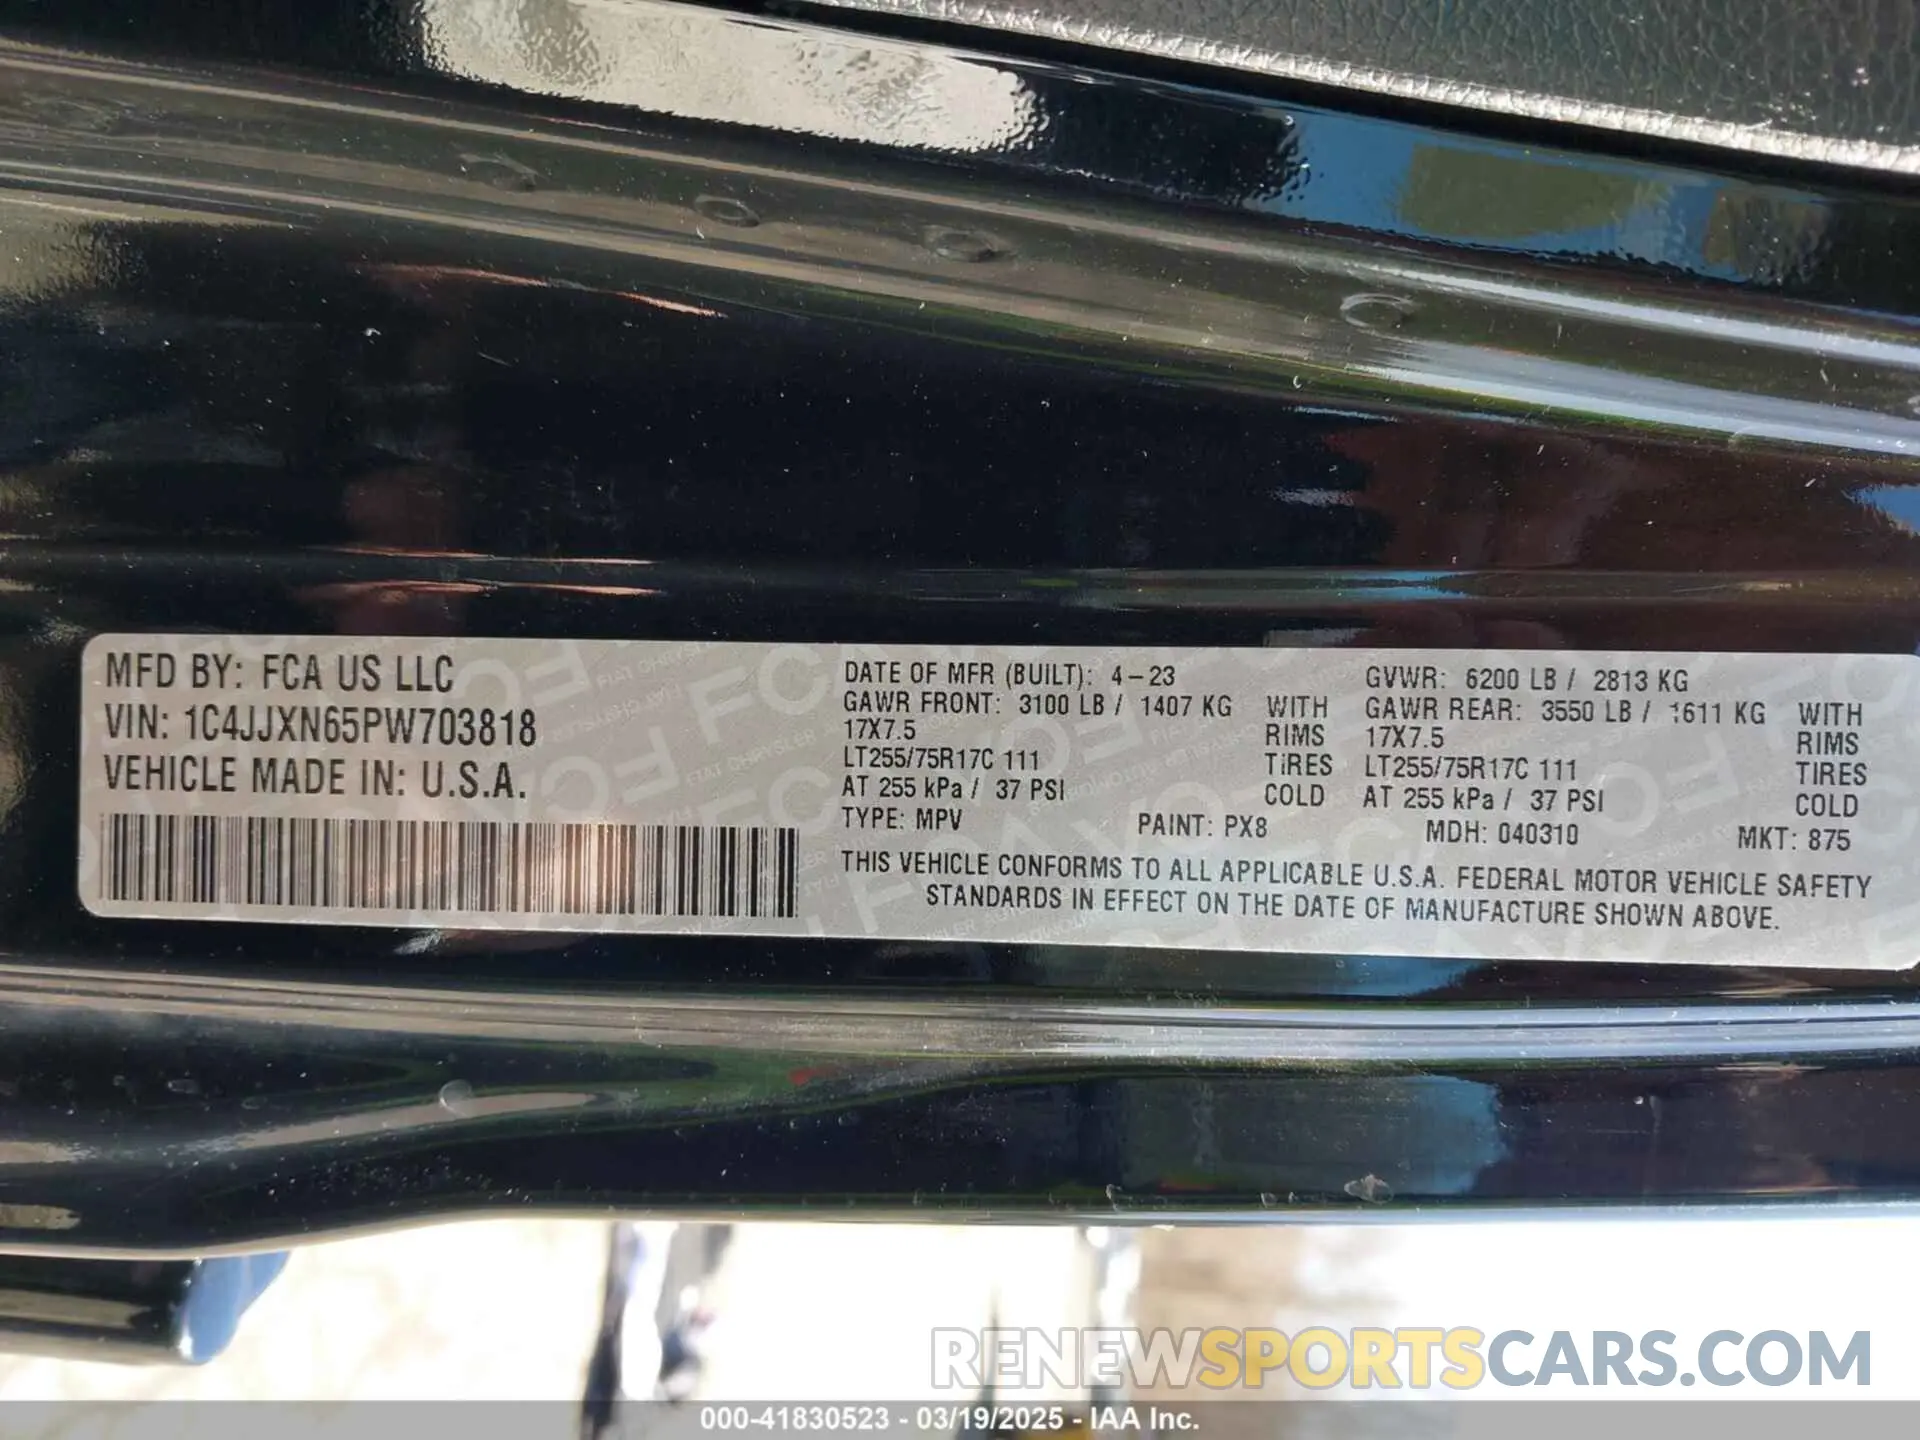 MFD BY: FCA US LLC
VIN: 1C4JJXN65PW703818
VEHICLE MADE IN: U.S.A.
DATE OF MFR (BUILT): 4-23 GVWR: 6200 LB / 2813 KG
GAWR FRONT: 3100 LB / 1407 KG WITH GAWR REAR: 3550 LB / 1611 KG WITH
17X7.5 RIMS 17X7.5 RIMS
LT255/75R17C 111 TIRES LT255/75R17C 111 TIRES
AT 255 kPa / 37 PSI COLD AT 255 kPa / 37 PSI COLD
TYPE: MPV PAINT: PX8 MDH: 040310 MKT: 875
THIS VEHICLE CONFORMS TO ALL APPLICABLE U.S.A. FEDERAL MOTOR VEHICLE SAFETY
STANDARDS IN EFFECT ON THE DATE OF MANUFACTURE SHOWN ABOVE.
RENEWSPORTSCARS.COM
000-41830523 - 03/19/2025 - IAA Inc.